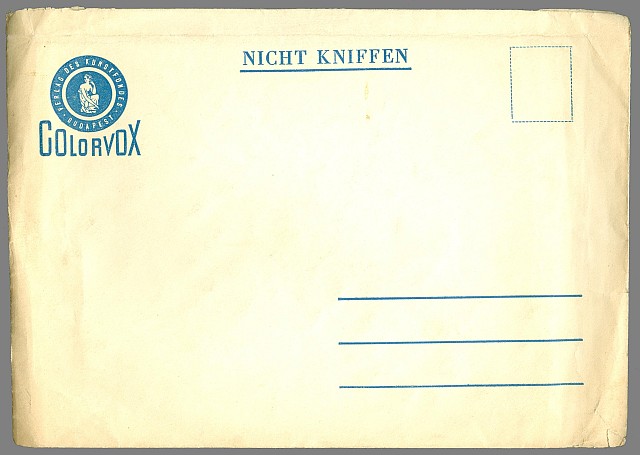 VERLAG DES KUNSTFONDES
BUDAPEST
COLORVOX
NICHT KNIFFEN